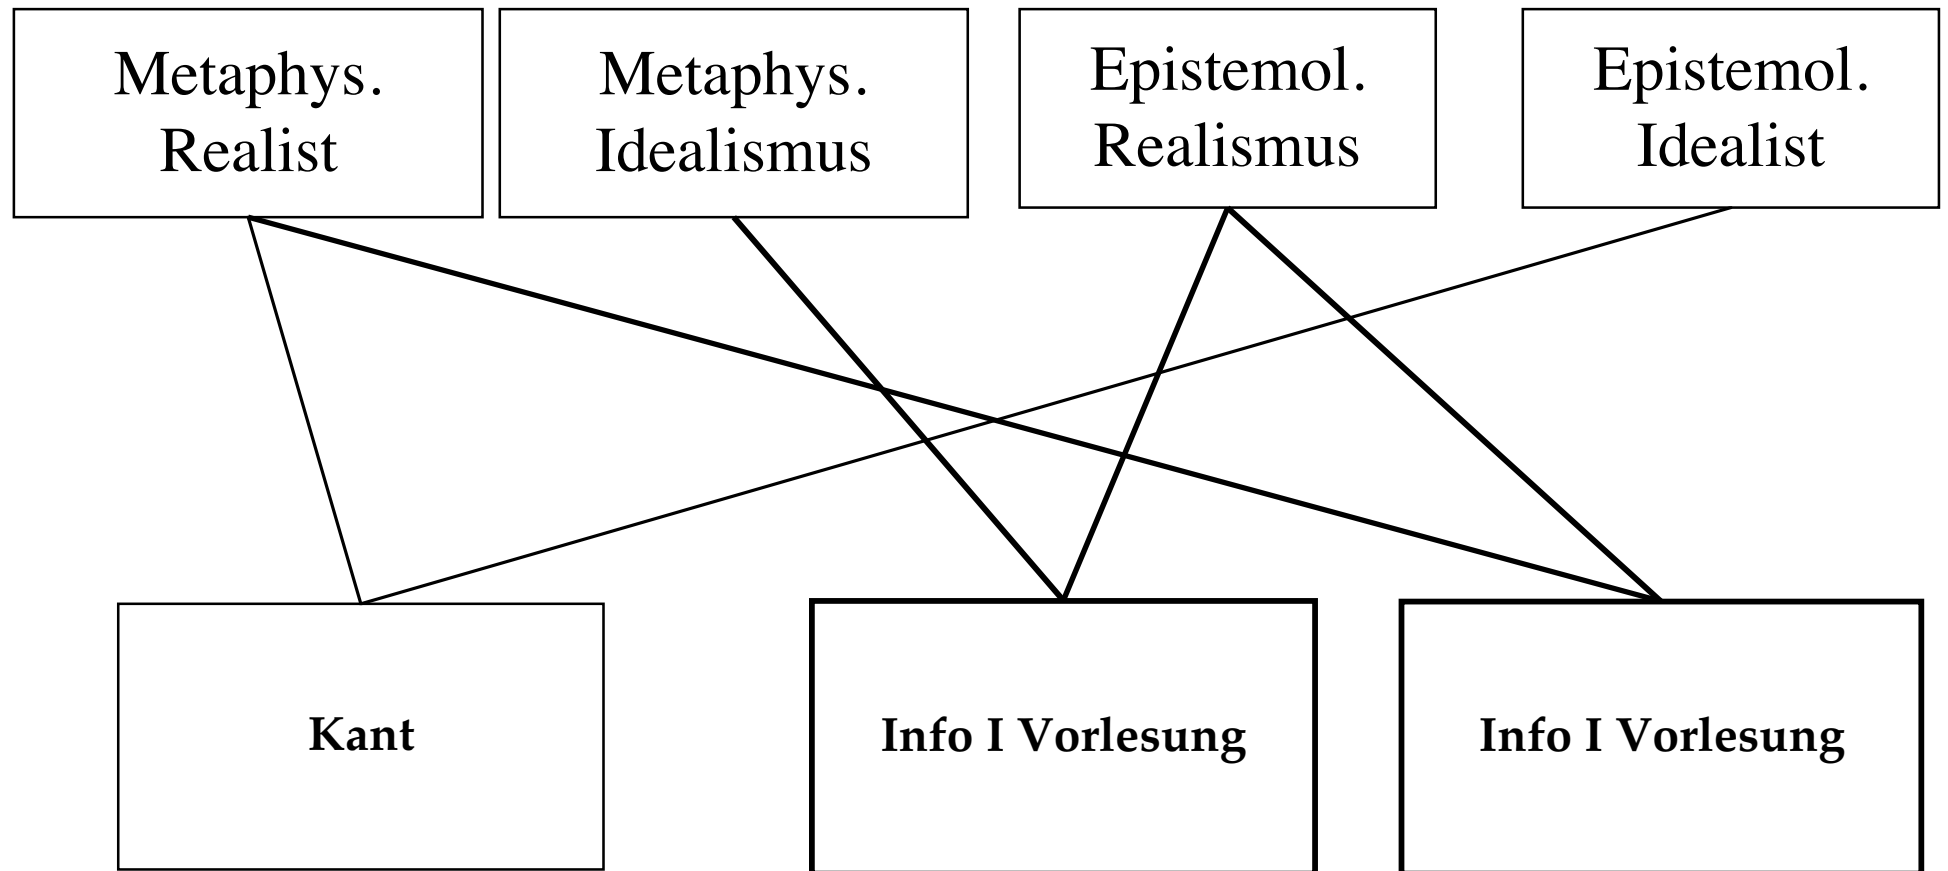 Metaphys.
Realist
Metaphys.
Idealismus
Epistemol.
Realismus
Epistemol.
Idealist
Kant
Info I Vorlesung
Info I Vorlesung